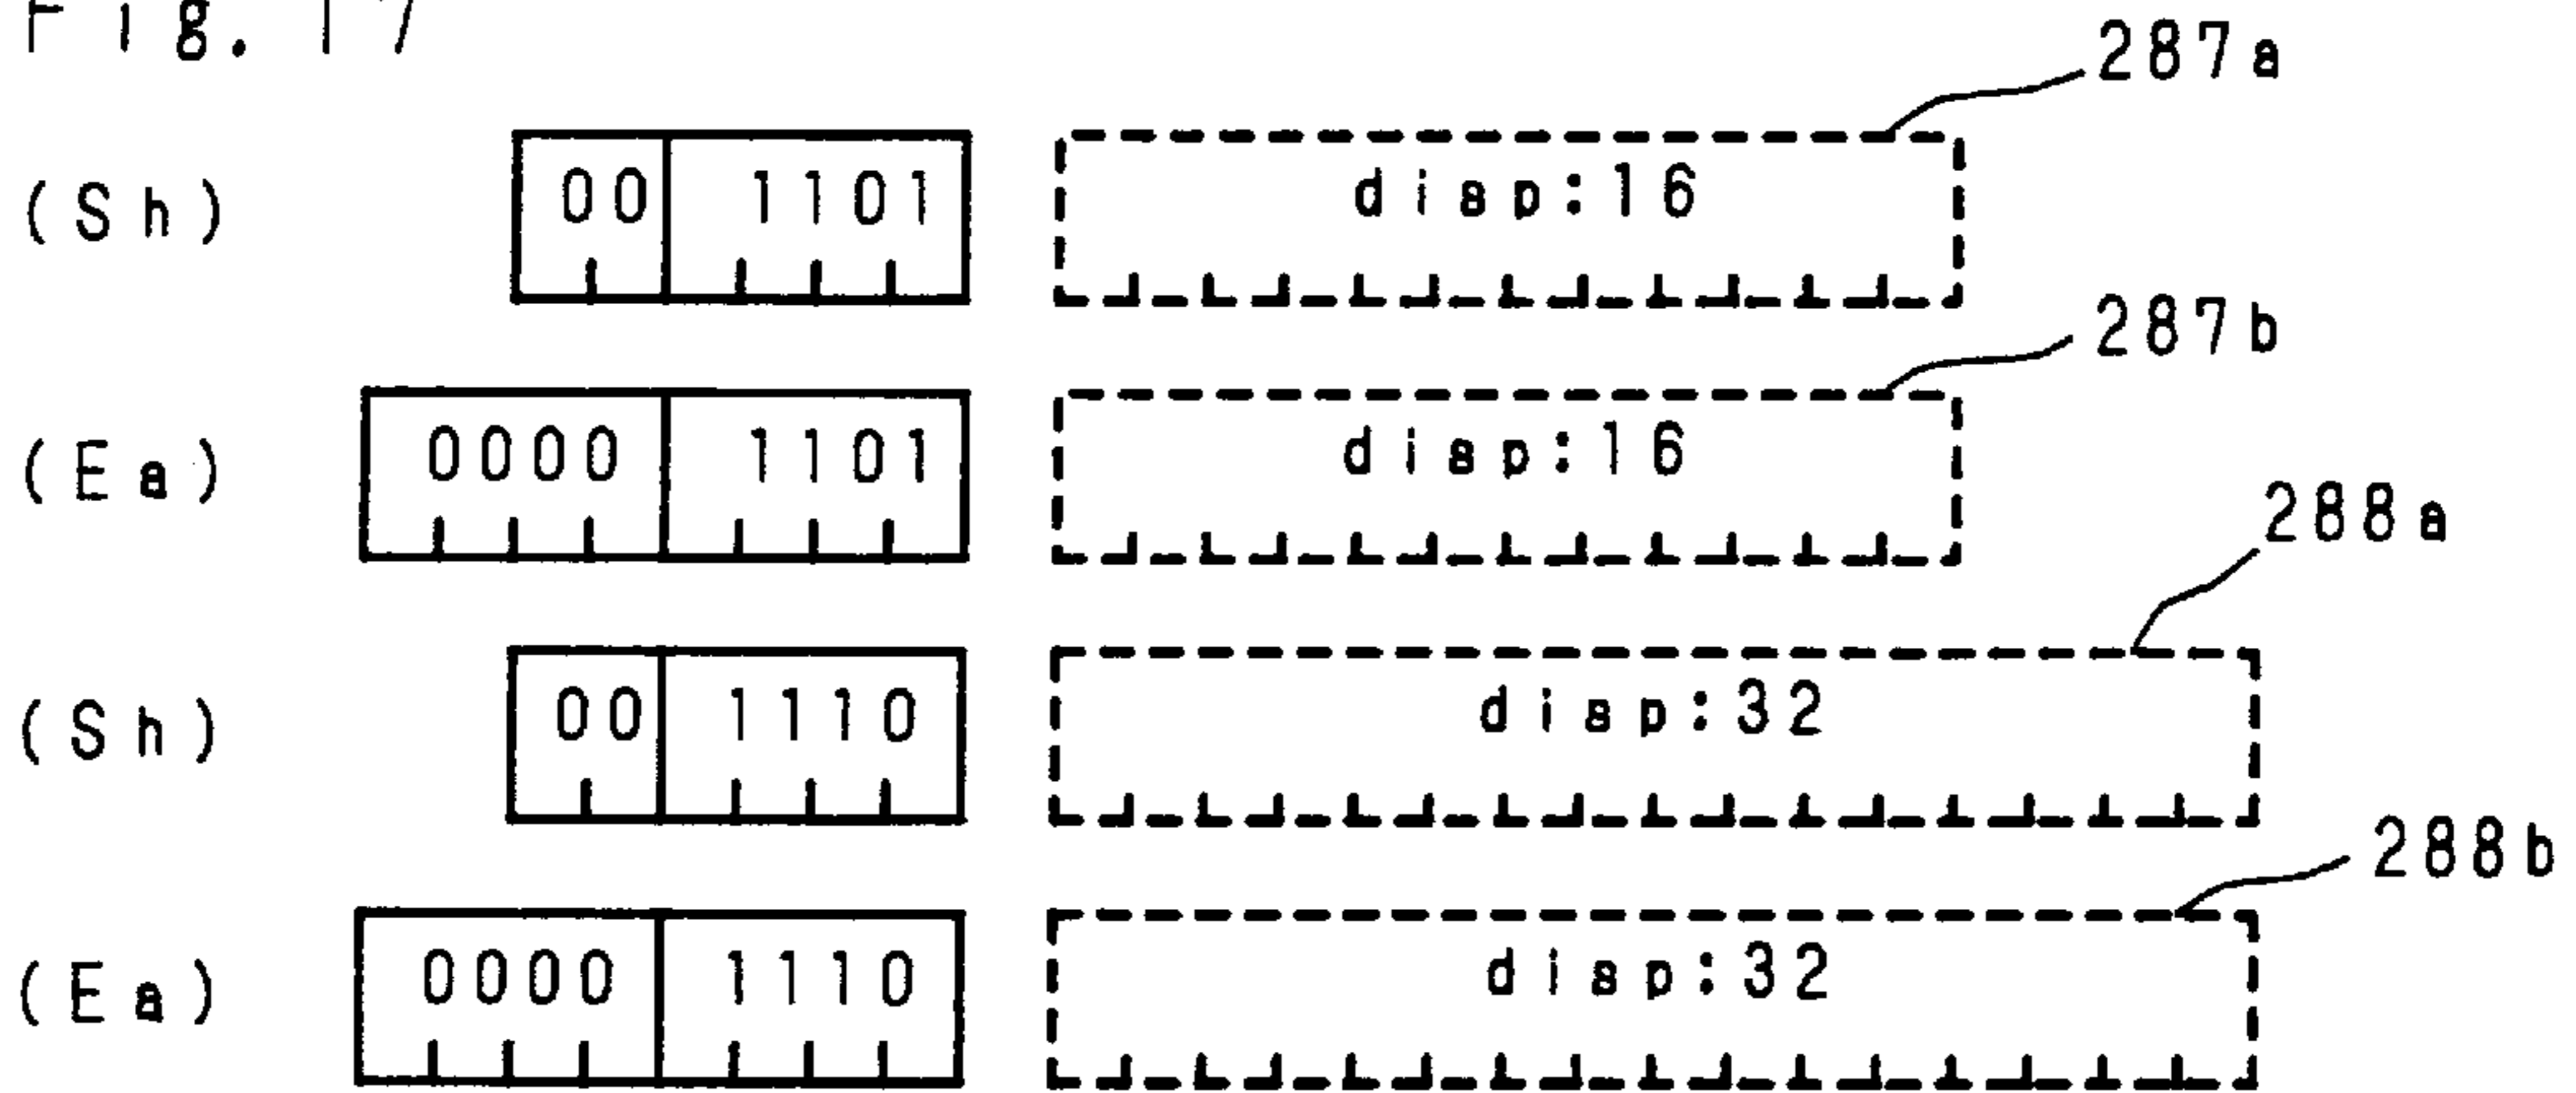 Fig. 17
287a
(Sh) 00 1101 disp:16
287b
(Ea) 0000 1101 disp:16
288a
(Sh) 00 1110 disp:32
288b
(Ea) 0000 1110 disp:32